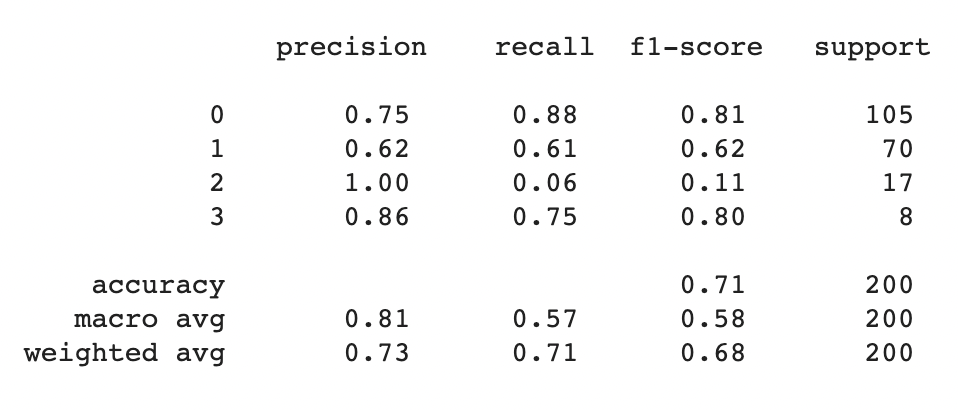 precision recall f1-score support
0 0.75 0.88 0.81 105
1 0.62 0.61 0.62 70
2 1.00 0.06 0.11 17
3 0.86 0.75 0.80 8
accuracy 0.71 200
macro avg 0.81 0.57 0.58 200
weighted avg 0.73 0.71 0.68 200